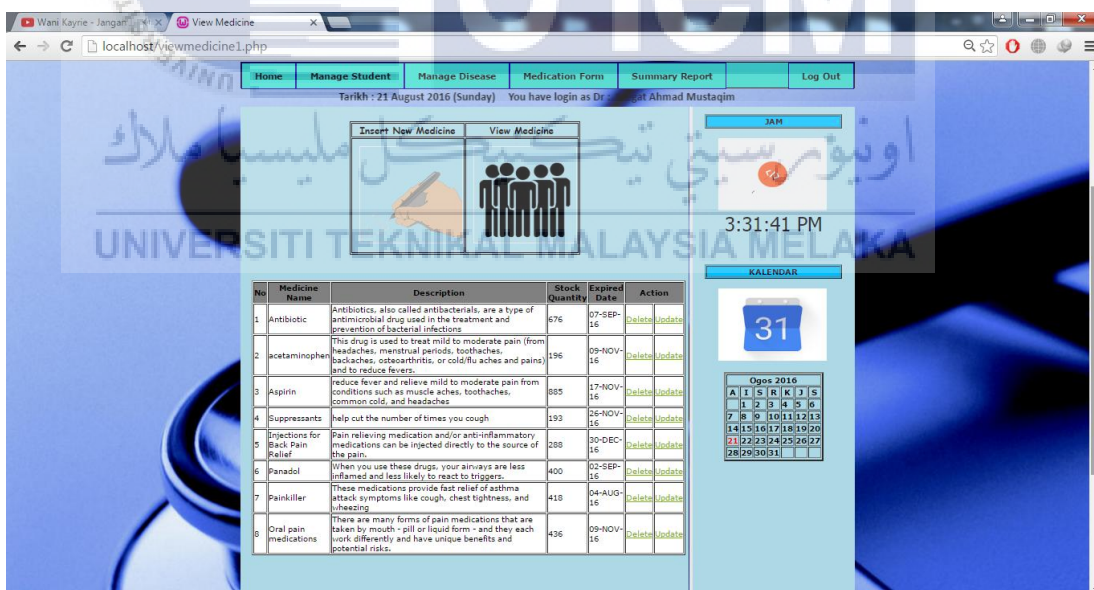 Wani Kayrie - Jangan
View Medicine
localhost/viewmedicine1.php
Home Manage Student Manage Disease Medication Form Summary Report Log Out
Tarikh : 21 August 2016 (Sunday) You have login as Dr : Ahmad Mustaqim
Insert New Medicine View Medicine
JAM
اونيۏرسيتي تيكنيكل مليسيا ملاك
3:31:41 PM
UNIVERSITI TEKNIKAL MALAYSIA MELAKA
KALENDAR
31
No Medicine Name Description Stock Quantity Expired Date Action
1 Antibiotic Antibiotics, also called antibacterials, are a type of antimicrobial drug used in the treatment and prevention of bacterial infections 676 07-SEP-16 Delete Update
2 acetaminophen This drug is used to treat mild to moderate pain (from headaches, menstrual periods, toothaches, backaches, osteoarthritis, or cold/flu aches and pains) and to reduce fevers. 196 09-NOV-16 Delete Update
3 Aspirin reduce fever and relieve mild to moderate pain from conditions such as muscle aches, toothaches, common cold, and headaches 885 17-NOV-16 Delete Update
4 Suppressants help cut the number of times you cough 193 26-NOV-16 Delete Update
5 Injections for Back Pain Relief Pain relieving medication and/or anti-inflammatory medications can be injected directly to the source of the pain. 288 30-DEC-16 Delete Update
6 Panadol When you use these drugs, your airways are less inflamed and less likely to react to triggers. 400 02-SEP-16 Delete Update
7 Painkiller These medications provide fast relief of asthma attack symptoms like cough, chest tightness, and wheezing 418 04-AUG-16 Delete Update
8 Oral pain medications There are many forms of pain medications that are taken by mouth - pill or liquid form - and they each work differently and have unique benefits and potential risks. 436 09-NOV-16 Delete Update
Ogos 2016
A I S R K J S
1 2 3 4 5 6
7 8 9 10 11 12 13
14 15 16 17 18 19 20
21 22 23 24 25 26 27
28 29 30 31